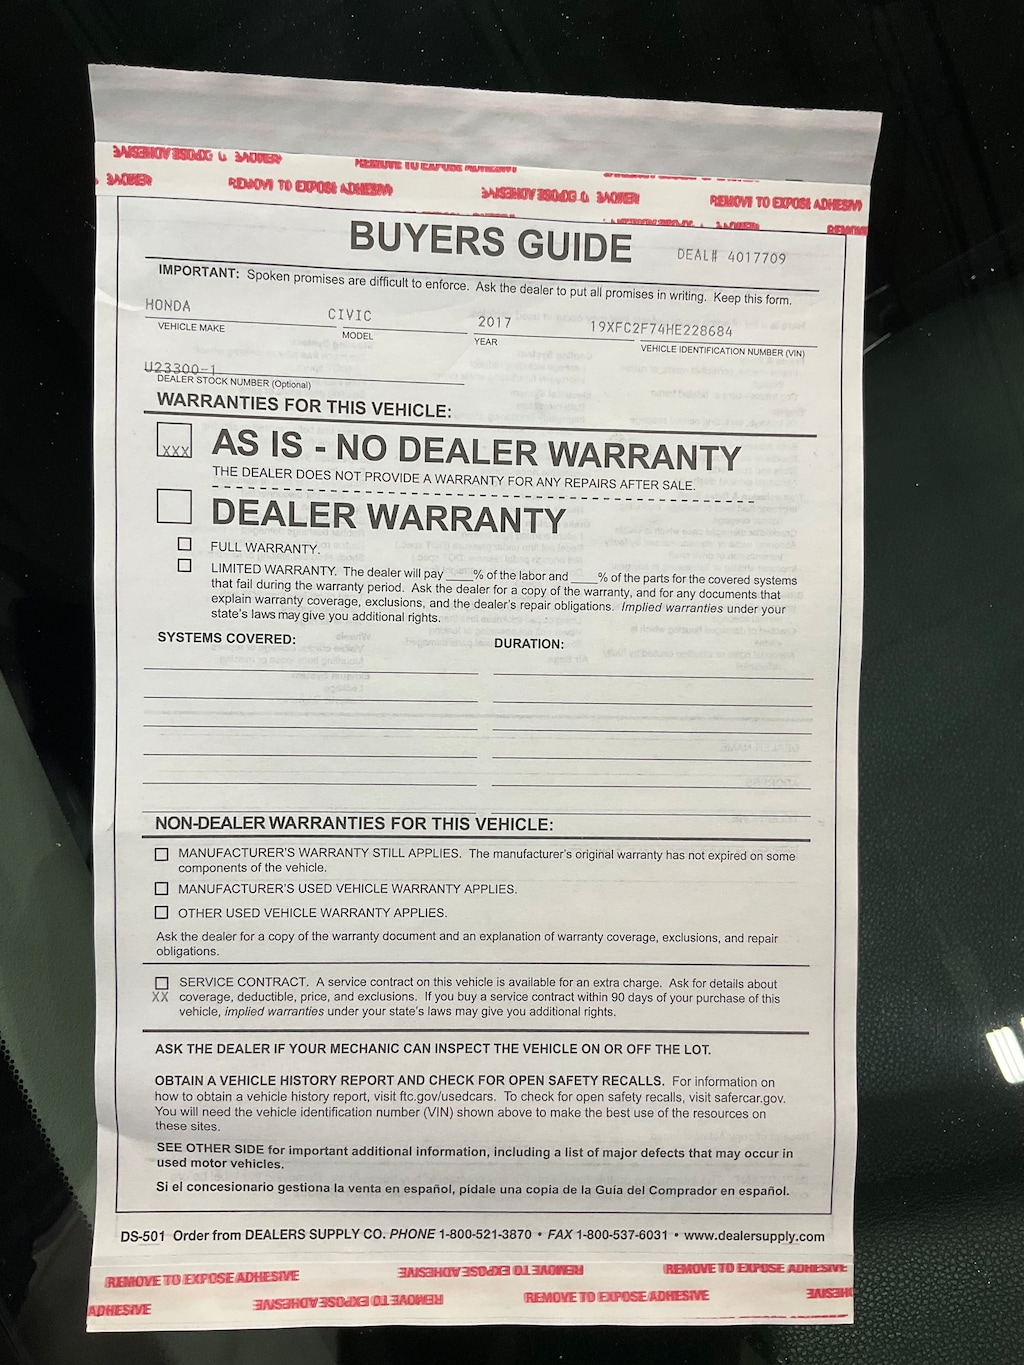 REMOVE TO EXPOSE ADHESIVE
REMOVE TO EXPOSE ADHESIVE
BUYERS GUIDE
DEAL# 4017709
IMPORTANT: Spoken promises are difficult to enforce. Ask the dealer to put all promises in writing. Keep this form.
HONDA CIVIC 2017 19XFC2F74HE228684
VEHICLE MAKE MODEL YEAR VEHICLE IDENTIFICATION NUMBER (VIN)
U23300-1
DEALER STOCK NUMBER (Optional)
WARRANTIES FOR THIS VEHICLE:
XXX AS IS - NO DEALER WARRANTY
THE DEALER DOES NOT PROVIDE A WARRANTY FOR ANY REPAIRS AFTER SALE.
DEALER WARRANTY
FULL WARRANTY.
LIMITED WARRANTY. The dealer will pay ____% of the labor and ____% of the parts for the covered systems
that fail during the warranty period. Ask the dealer for a copy of the warranty, and for any documents that
explain warranty coverage, exclusions, and the dealer's repair obligations. Implied warranties under your
state's laws may give you additional rights.
SYSTEMS COVERED: DURATION:
NON-DEALER WARRANTIES FOR THIS VEHICLE:
MANUFACTURER'S WARRANTY STILL APPLIES. The manufacturer's original warranty has not expired on some
components of the vehicle.
MANUFACTURER'S USED VEHICLE WARRANTY APPLIES.
OTHER USED VEHICLE WARRANTY APPLIES.
Ask the dealer for a copy of the warranty document and an explanation of warranty coverage, exclusions, and repair
obligations.
SERVICE CONTRACT. A service contract on this vehicle is available for an extra charge. Ask for details about
XX coverage, deductible, price, and exclusions. If you buy a service contract within 90 days of your purchase of this
vehicle, implied warranties under your state's laws may give you additional rights.
ASK THE DEALER IF YOUR MECHANIC CAN INSPECT THE VEHICLE ON OR OFF THE LOT.
OBTAIN A VEHICLE HISTORY REPORT AND CHECK FOR OPEN SAFETY RECALLS. For information on
how to obtain a vehicle history report, visit ftc.gov/usedcars. To check for open safety recalls, visit safercar.gov.
You will need the vehicle identification number (VIN) shown above to make the best use of the resources on
these sites.
SEE OTHER SIDE for important additional information, including a list of major defects that may occur in
used motor vehicles.
Si el concesionario gestiona la venta en español, pidale una copia de la Guia del Comprador en español.
DS-501 Order from DEALERS SUPPLY CO. PHONE 1-800-521-3870 • FAX 1-800-537-6031 • www.dealersupply.com
REMOVE TO EXPOSE ADHESIVE REMOVE TO EXPOSE ADHESIVE REMOVE TO EXPOSE ADHESIVE
ADHESIVE REMOVE TO EXPOSE ADHESIVE REMOVE TO EXPOSE ADHESIVE